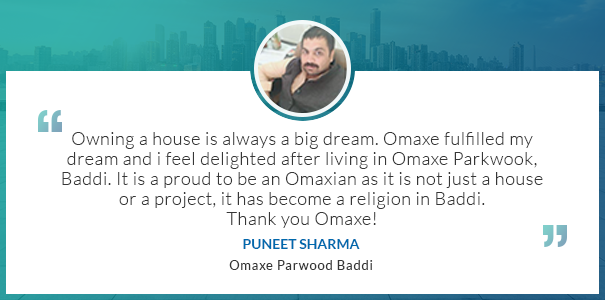 Owning a house is always a big dream. Omaxe fulfilled my
dream and i feel delighted after living in Omaxe Parkwook,
Baddi. It is a proud to be an Omaxian as it is not just a house
or a project, it has become a religion in Baddi.
Thank you Omaxe!
PUNEET SHARMA
Omaxe Parwood Baddi